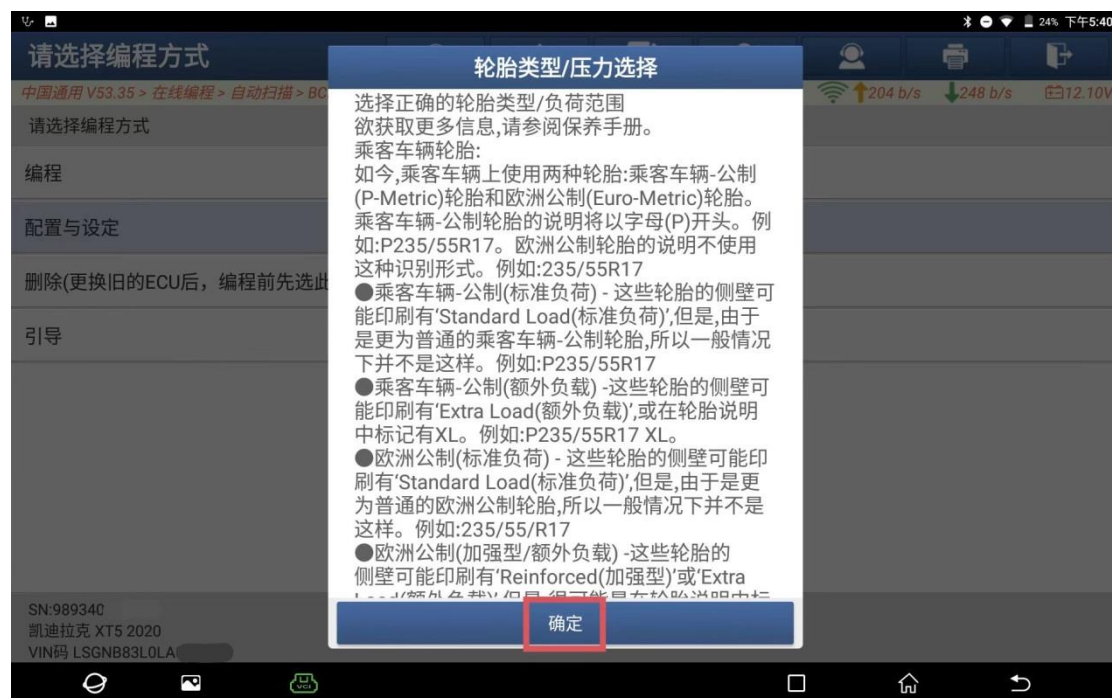 24% 下午5:40
请选择编程方式
中国通用 V53.35 > 在线编程 > 自动扫描 > BC
204 b/s 248 b/s 12.10V
请选择编程方式
编程
配置与设定
删除(更换旧的ECU后，编程前先选此
引导
轮胎类型/压力选择
选择正确的轮胎类型/负荷范围
欲获取更多信息,请参阅保养手册。
乘客车辆轮胎:
如今,乘客车辆上使用两种轮胎:乘客车辆-公制
(P-Metric)轮胎和欧洲公制(Euro-Metric)轮胎。
乘客车辆-公制轮胎的说明将以字母(P)开头。例
如:P235/55R17。欧洲公制轮胎的说明不使用
这种识别形式。例如:235/55R17
●乘客车辆-公制(标准负荷) - 这些轮胎的侧壁可
能印刷有'Standard Load(标准负荷)',但是,由于
是更为普通的乘客车辆-公制轮胎,所以一般情况
下并不是这样。例如:P235/55R17
●乘客车辆-公制(额外负载) -这些轮胎的侧壁可
能印刷有'Extra Load(额外负载)',或在轮胎说明
中标记有XL。例如:P235/55R17 XL。
●欧洲公制(标准负荷) - 这些轮胎的侧壁可能印
刷有'Standard Load(标准负荷)',但是,由于是更
为普通的欧洲公制轮胎,所以一般情况下并不是
这样。例如:235/55/R17
●欧洲公制(加强型/额外负载) -这些轮胎的
侧壁可能印刷有'Reinforced(加强型)'或'Extra
Load(额外负载)',但是,很可能是在轮胎说明中标
确定
SN:989340
凯迪拉克 XT5 2020
VIN码 LSGNB83L0LA
VCI